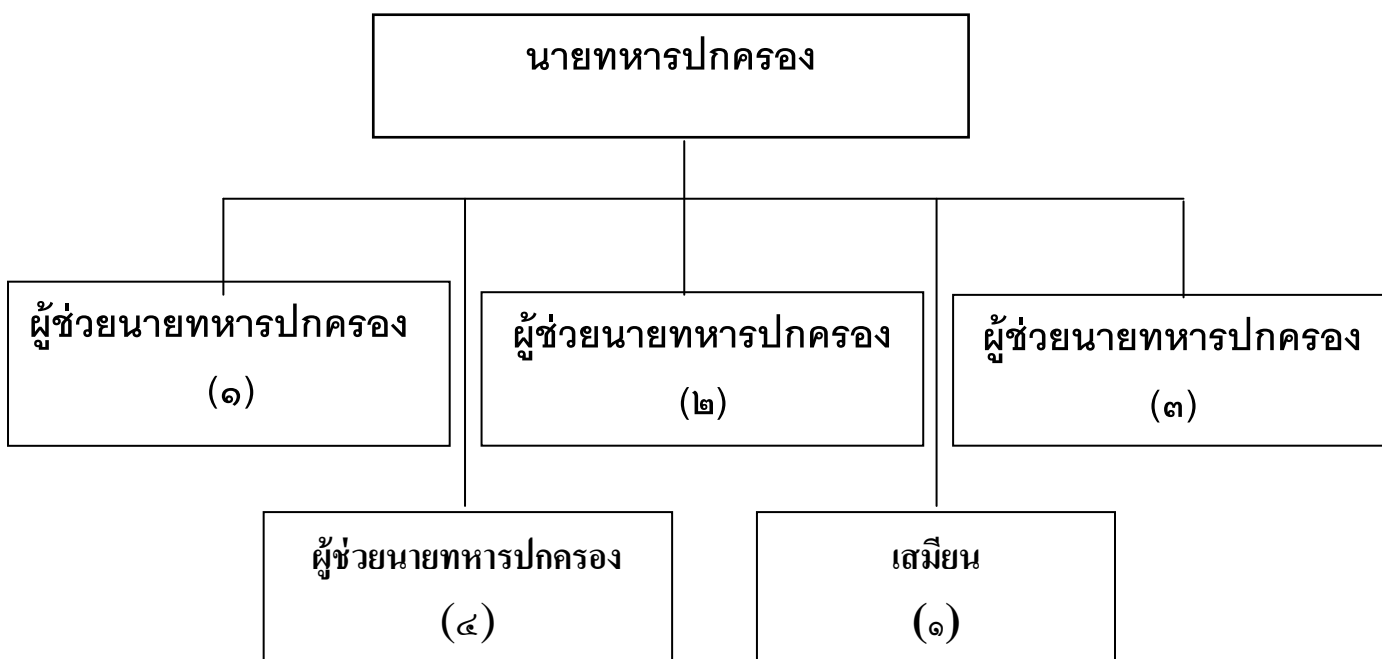 นายทหารปกครอง
ผู้ช่วยนายทหารปกครอง
(๑)
ผู้ช่วยนายทหารปกครอง
(๒)
ผู้ช่วยนายทหารปกครอง
(๓)
ผู้ช่วยนายทหารปกครอง
(๔)
เสมียน
(๑)